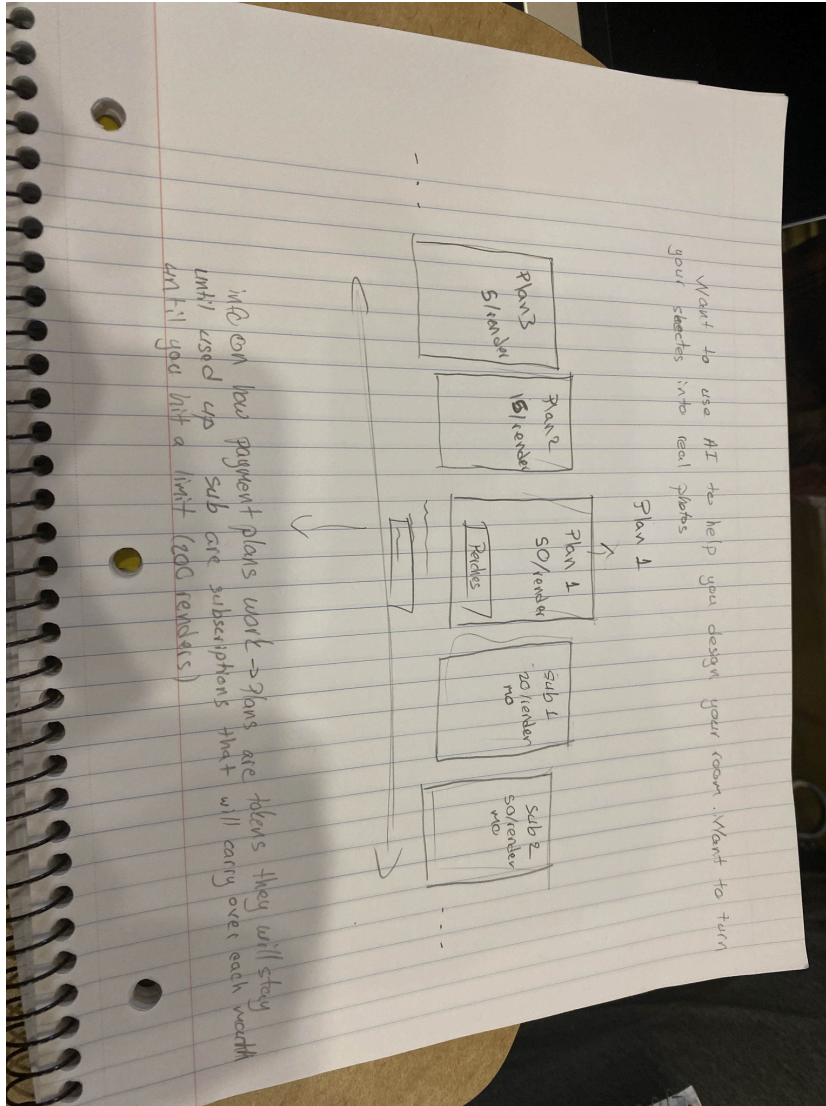 Want to use AI to help you design your room. Want to turn
your skectes into real photos
Plan 1
Plan 3
5/render
Plan 2
15/render
Plan 1
50/render
Sub 1
20/render
mo
Sub 2
50/render
mo
info on how payment plans work → Plans are tokens they will stay
until used up sub are subscriptions that will carry over each month
until you hit a limit (200 renders)